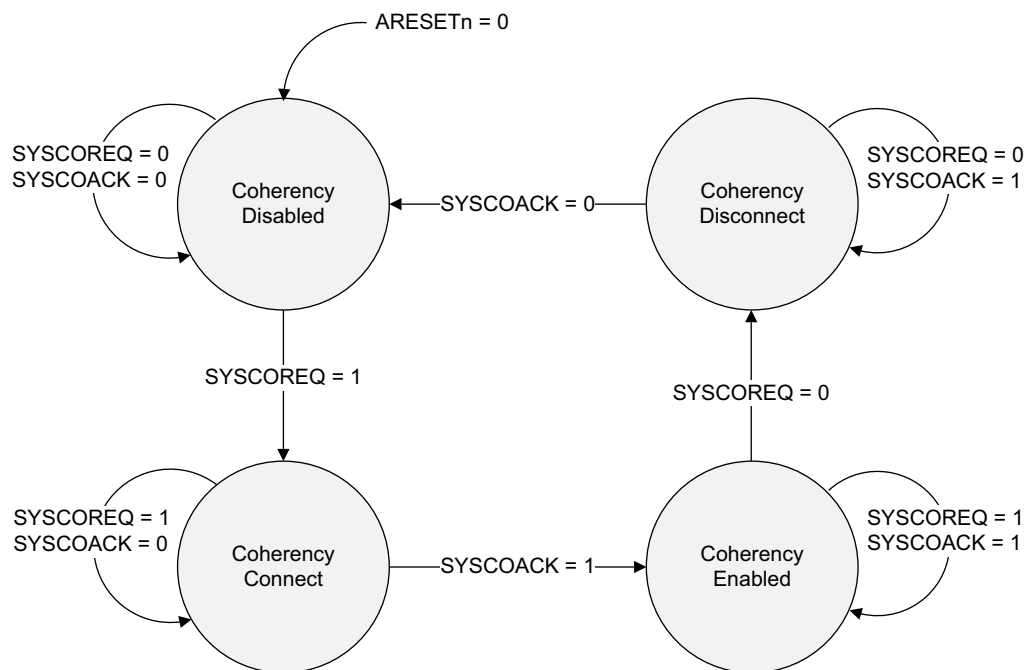 ARESETn = 0
SYSCOREQ = 0
SYSCOACK = 0
Coherency
Disabled
SYSCOACK = 0
Coherency
Disconnect
SYSCOREQ = 0
SYSCOACK = 1
SYSCOREQ = 1
SYSCOREQ = 0
SYSCOREQ = 1
SYSCOACK = 0
Coherency
Connect
SYSCOACK = 1
Coherency
Enabled
SYSCOREQ = 1
SYSCOACK = 1